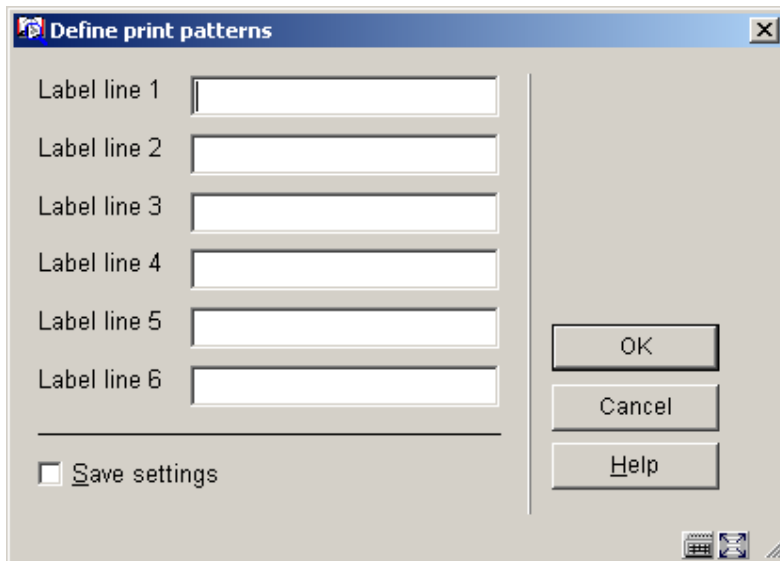 Define print patterns
Label line 1
Label line 2
Label line 3
Label line 4
Label line 5
Label line 6
Save settings
OK
Cancel
Help